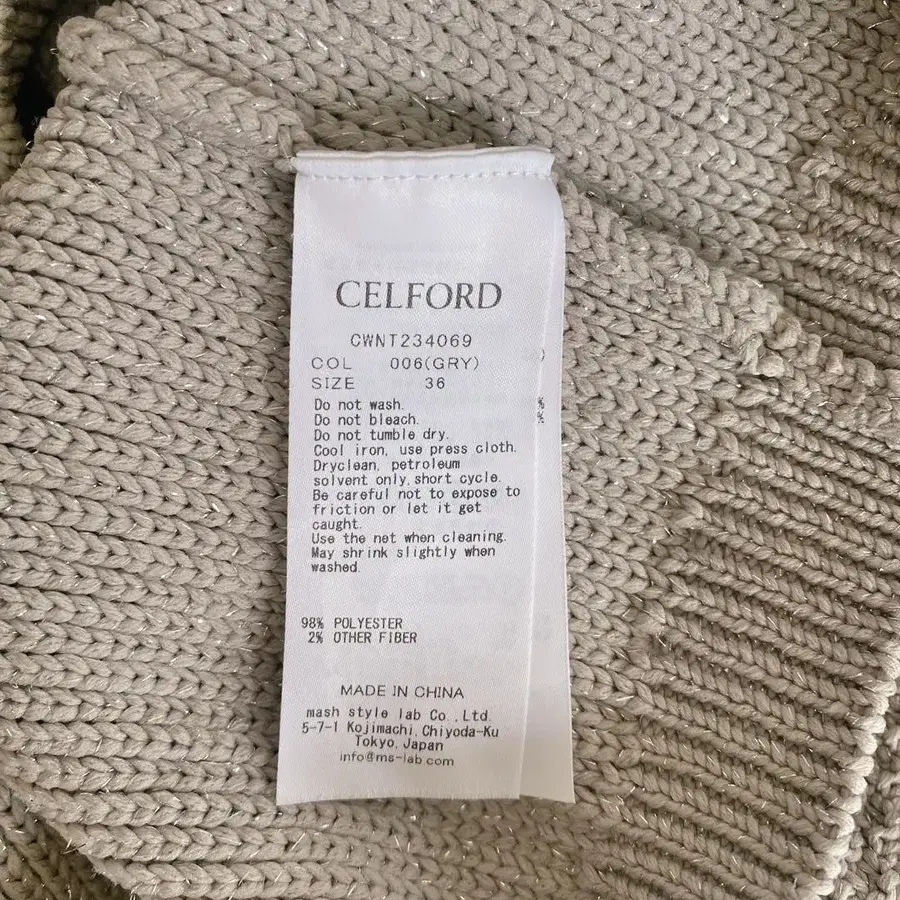 CELFORD
CWNT234069
COL 006(GRY)
SIZE 36
Do not wash.
Do not bleach.
Do not tumble dry.
Cool iron, use press cloth.
Dryclean, petroleum
solvent only, short cycle.
Be careful not to expose to
friction or let it get
caught.
Use the net when cleaning.
May shrink slightly when
washed.
98% POLYESTER
2% OTHER FIBER
MADE IN CHINA
mash style lab Co.,Ltd.
5-7-1 Kojimachi, Chiyoda-Ku
Tokyo, Japan
info@ms-lab.com